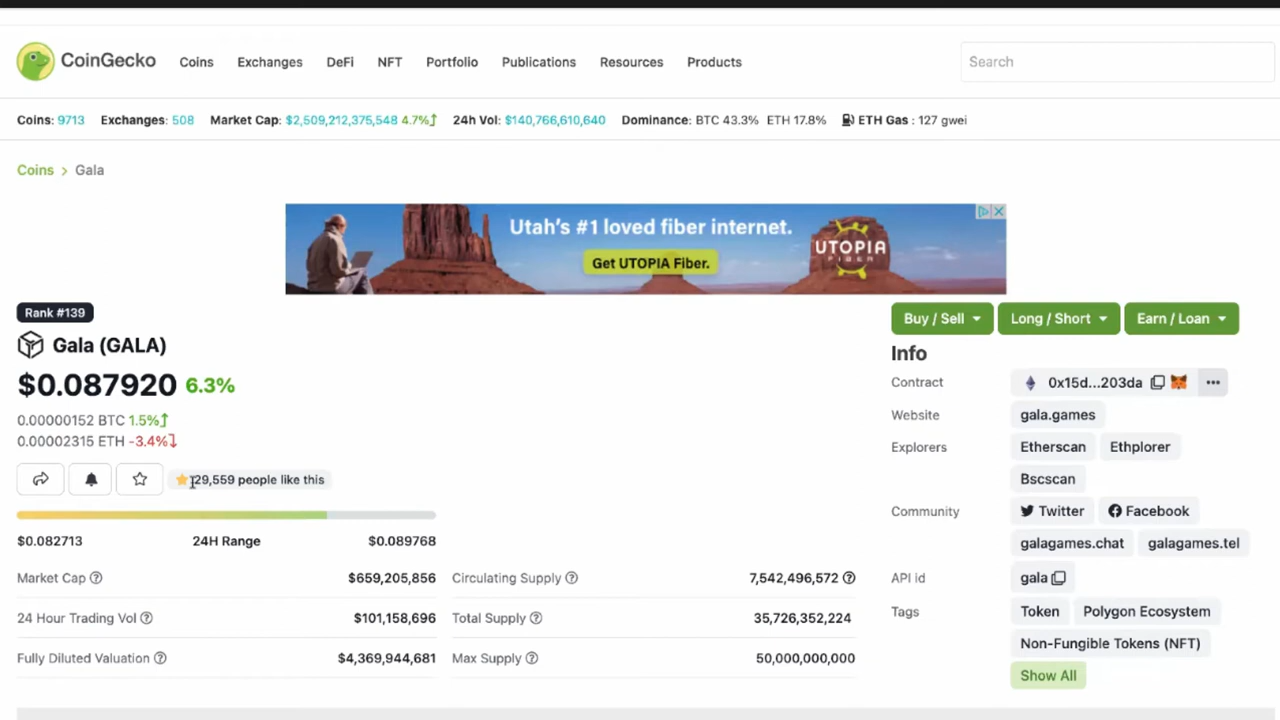 CoinGecko Coins Exchanges DeFi NFT Portfolio Publications Resources Products Search
Coins: 9713 Exchanges: 508 Market Cap: $2,509,212,375,548 4.7% 24h Vol: $140,766,610,640 Dominance: BTC 43.3% ETH 17.8% ETH Gas : 127 gwei
Coins > Gala
Utah's #1 loved fiber internet.
Get UTOPIA Fiber.
UTOPIA
FIBER
Rank #139
Gala (GALA)
$0.087920 6.3%
0.00000152 BTC 1.5%
0.00002315 ETH -3.4%
29,559 people like this
$0.082713 24H Range $0.089768
Market Cap $659,205,856
24 Hour Trading Vol $101,158,696
Fully Diluted Valuation $4,369,944,681
Circulating Supply 7,542,496,572
Total Supply 35,726,352,224
Max Supply 50,000,000,000
Buy / Sell Long / Short Earn / Loan
Info
Contract 0x15d...203da ...
Website gala.games
Explorers Etherscan Ethplorer
Bscscan
Community Twitter Facebook
galagames.chat galagames.tel
API id gala
Tags Token Polygon Ecosystem
Non-Fungible Tokens (NFT)
Show All